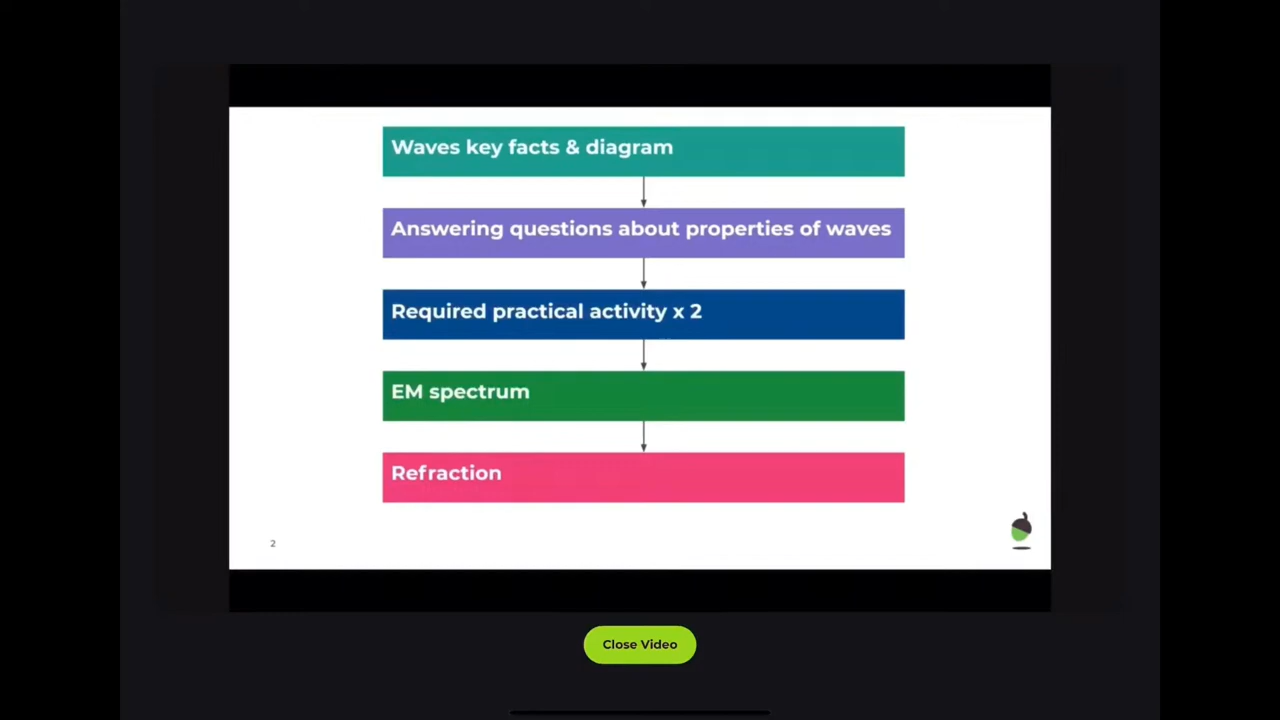 Waves key facts & diagram
Answering questions about properties of waves
Required practical activity x 2
EM spectrum
Refraction
2
Close Video